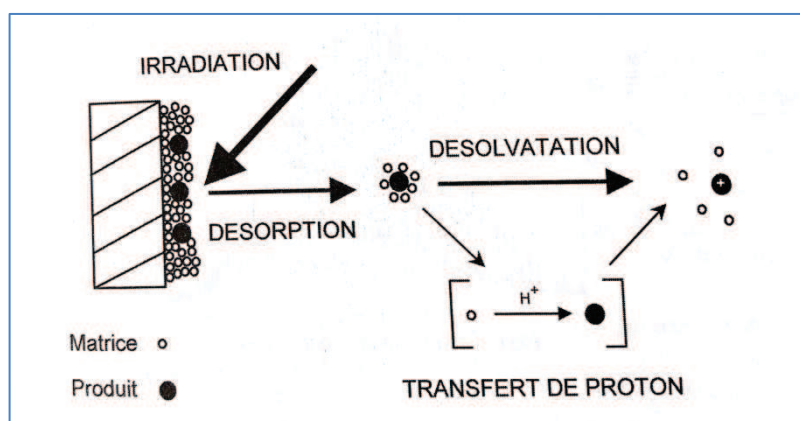 IRRADIATION
DESOLVATATION
DESORPTION
+
H+
Matrice
Produit
TRANSFERT DE PROTON